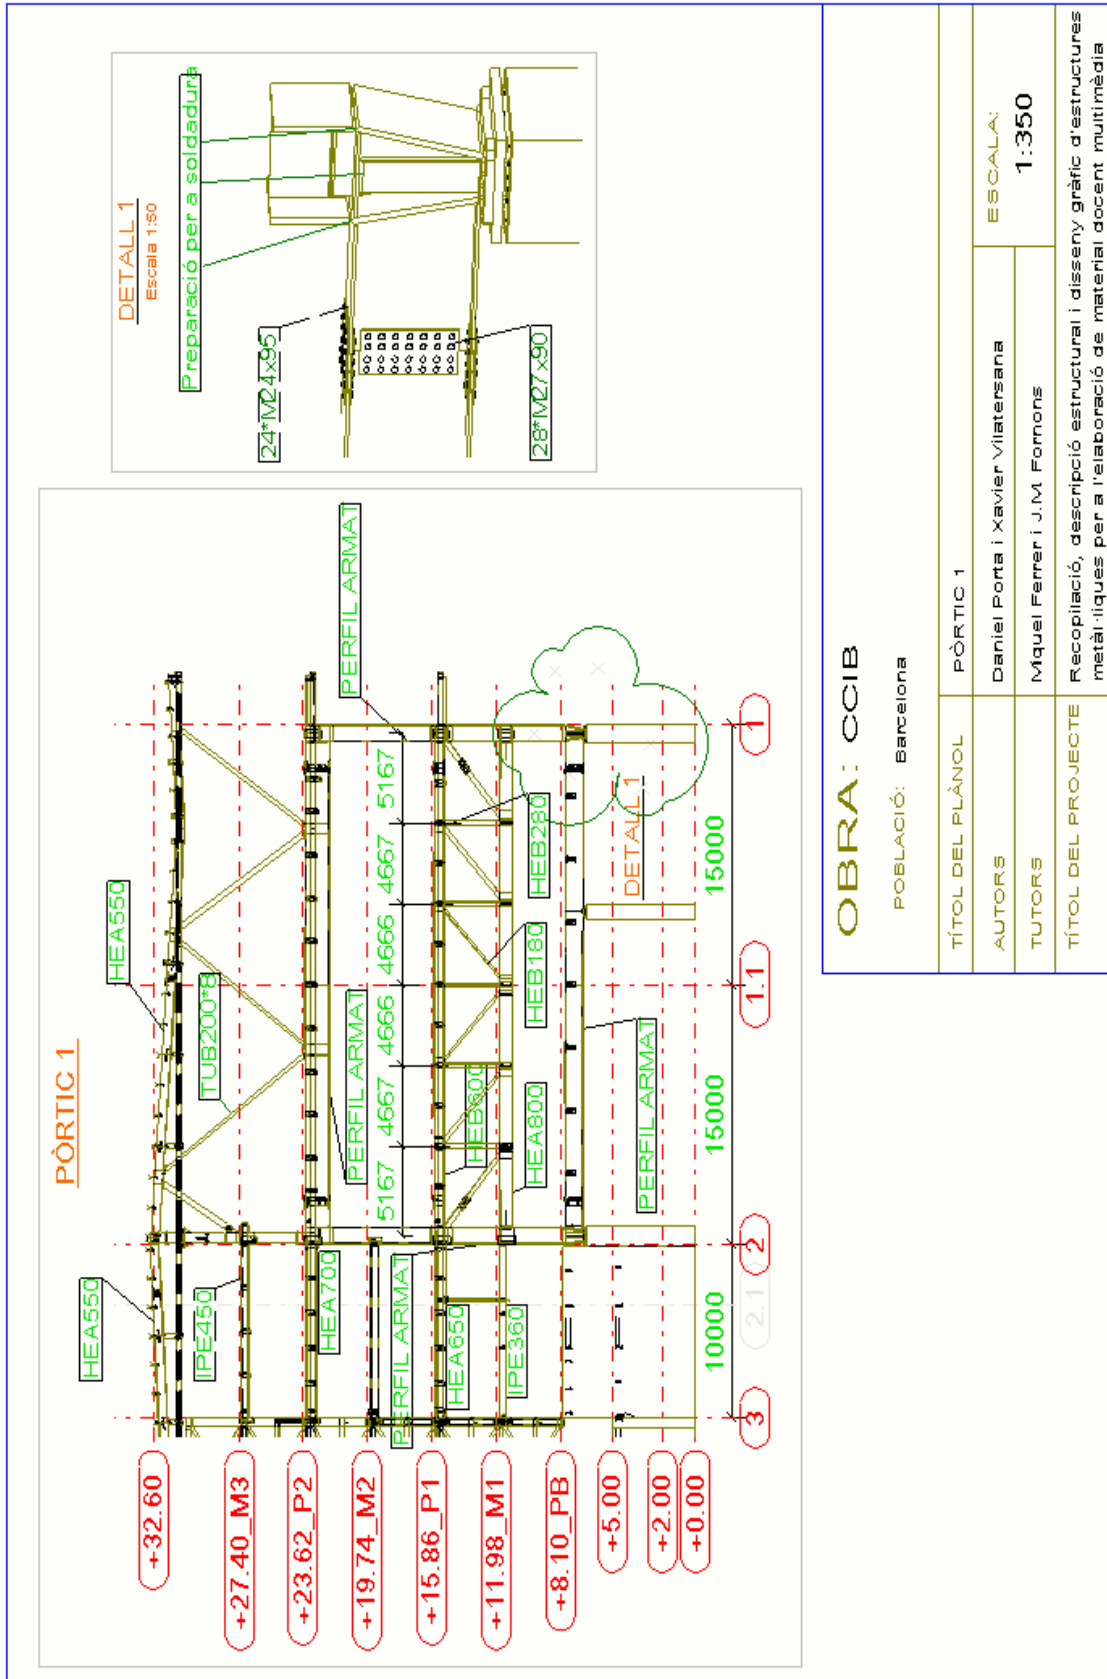 PÒRTIC 1
+32.60
+27.40_M3
+23.62_P2
+19.74_M2
+15.86_P1
+11.98_M1
+8.10_PB
+5.00
+2.00
+0.00
HEA550
IPE450
HEA700
PERFIL ARMAT
HEA650
IPE360
HEA550
TUB200*8
PERFIL ARMAT
PERFIL ARMAT
5167 4667 4666 4666 4667 5167
HEB600
HEA800
HEB180
HEB280
PERFIL ARMAT
DETALL 1
10000
15000
15000
3
2.1
2
1.1
1
DETALL 1
Escala 1:50
Preparació per a soldadura
24*M24x95
28*M27x90
OBRA: CCIB
POBLACIÓ: Barcelona
TÍTOL DEL PLÀNOL PÒRTIC 1
AUTORS Daniel Porta i Xavier Vilatersana
TUTORS Miquel Ferrer i J.M. Fornons
ESCALA:
1:350
TÍTOL DEL PROJECTE Recopilació, descripció estructural i disseny gràfic d'estructures
metàl·liques per a l'elaboració de material docent multimèdia